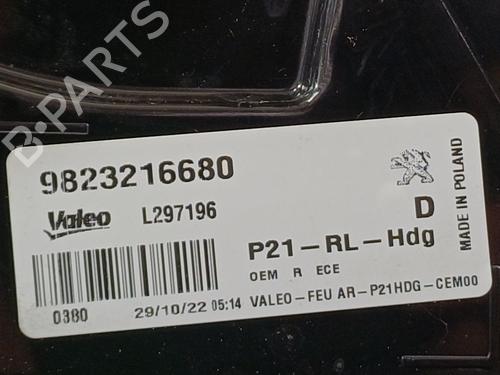 B-PARTS
9823216680
Valeo L297196
D
MADE IN POLAND
P21-RL-Hdg
OEM R ECE
0380 29/10/22 05:14 VALEO-FEU AR-P21HDG-CEM00